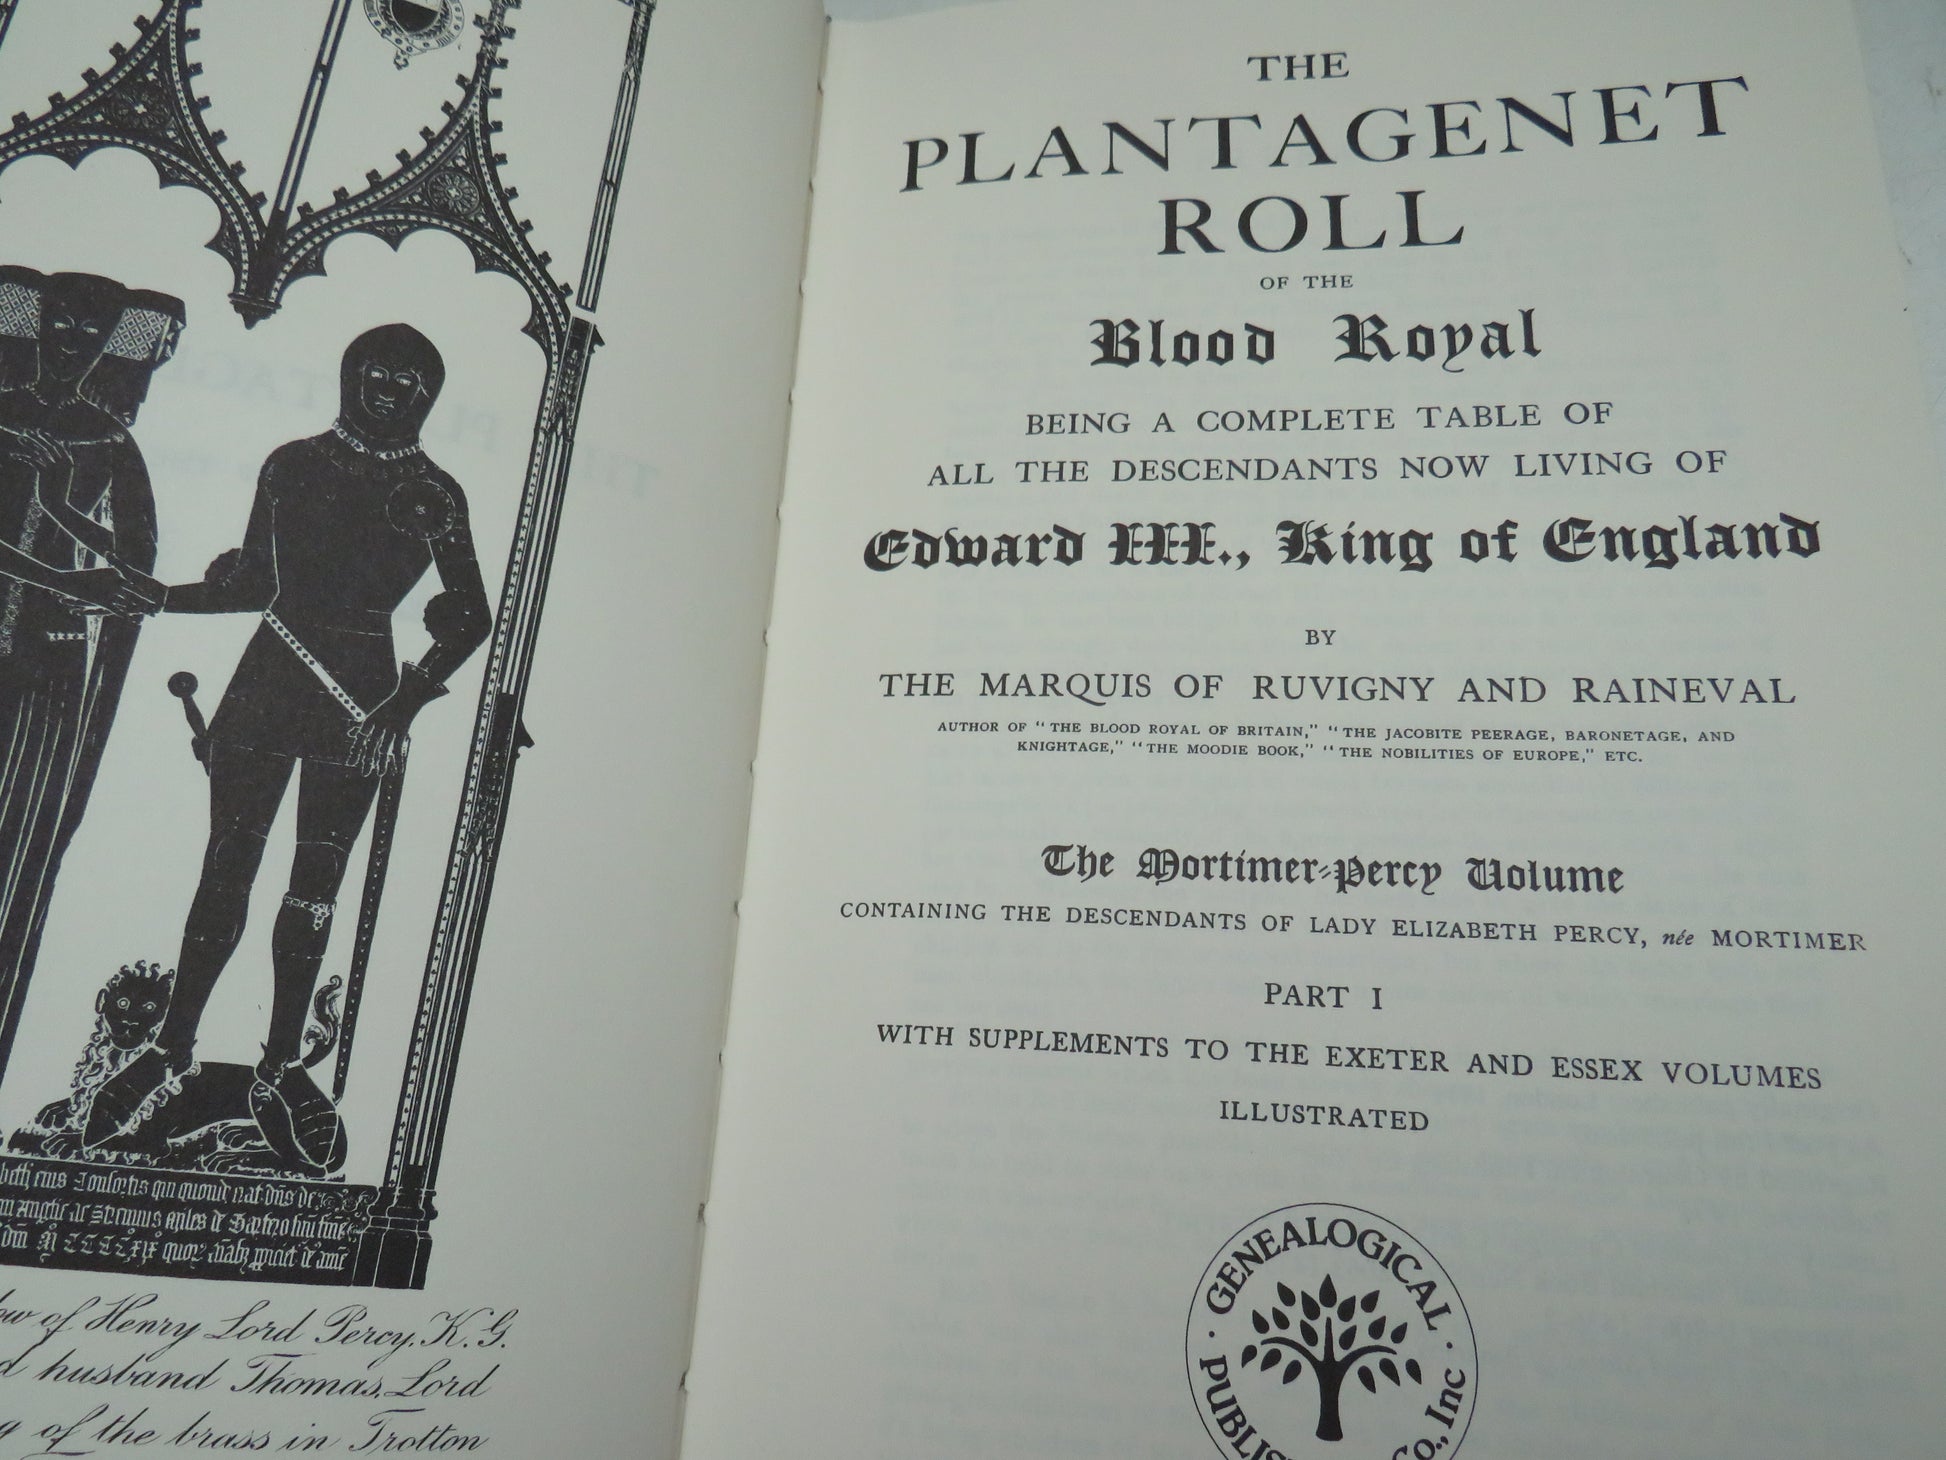 ew of Henry Lord Percy, K. G.
husband Thomas, Lord
of the brass in Trotton
THE
PLANTAGENET
ROLL
OF THE
Blood Royal
BEING A COMPLETE TABLE OF
ALL THE DESCENDANTS NOW LIVING OF
Edward III., King of England
BY
THE MARQUIS OF RUVIGNY AND RAINEVAL
AUTHOR OF "THE BLOOD ROYAL OF BRITAIN," "THE JACOBITE PEERAGE, BARONETAGE, AND
KNIGHTAGE," "THE MOODIE BOOK," "THE NOBILITIES OF EUROPE," ETC.
The Mortimer-Percy Volume
CONTAINING THE DESCENDANTS OF LADY ELIZABETH PERCY, née MORTIMER
PART I
WITH SUPPLEMENTS TO THE EXETER AND ESSEX VOLUMES
ILLUSTRATED
· GENEALOGICAL ·
PUBLIS Co., Inc